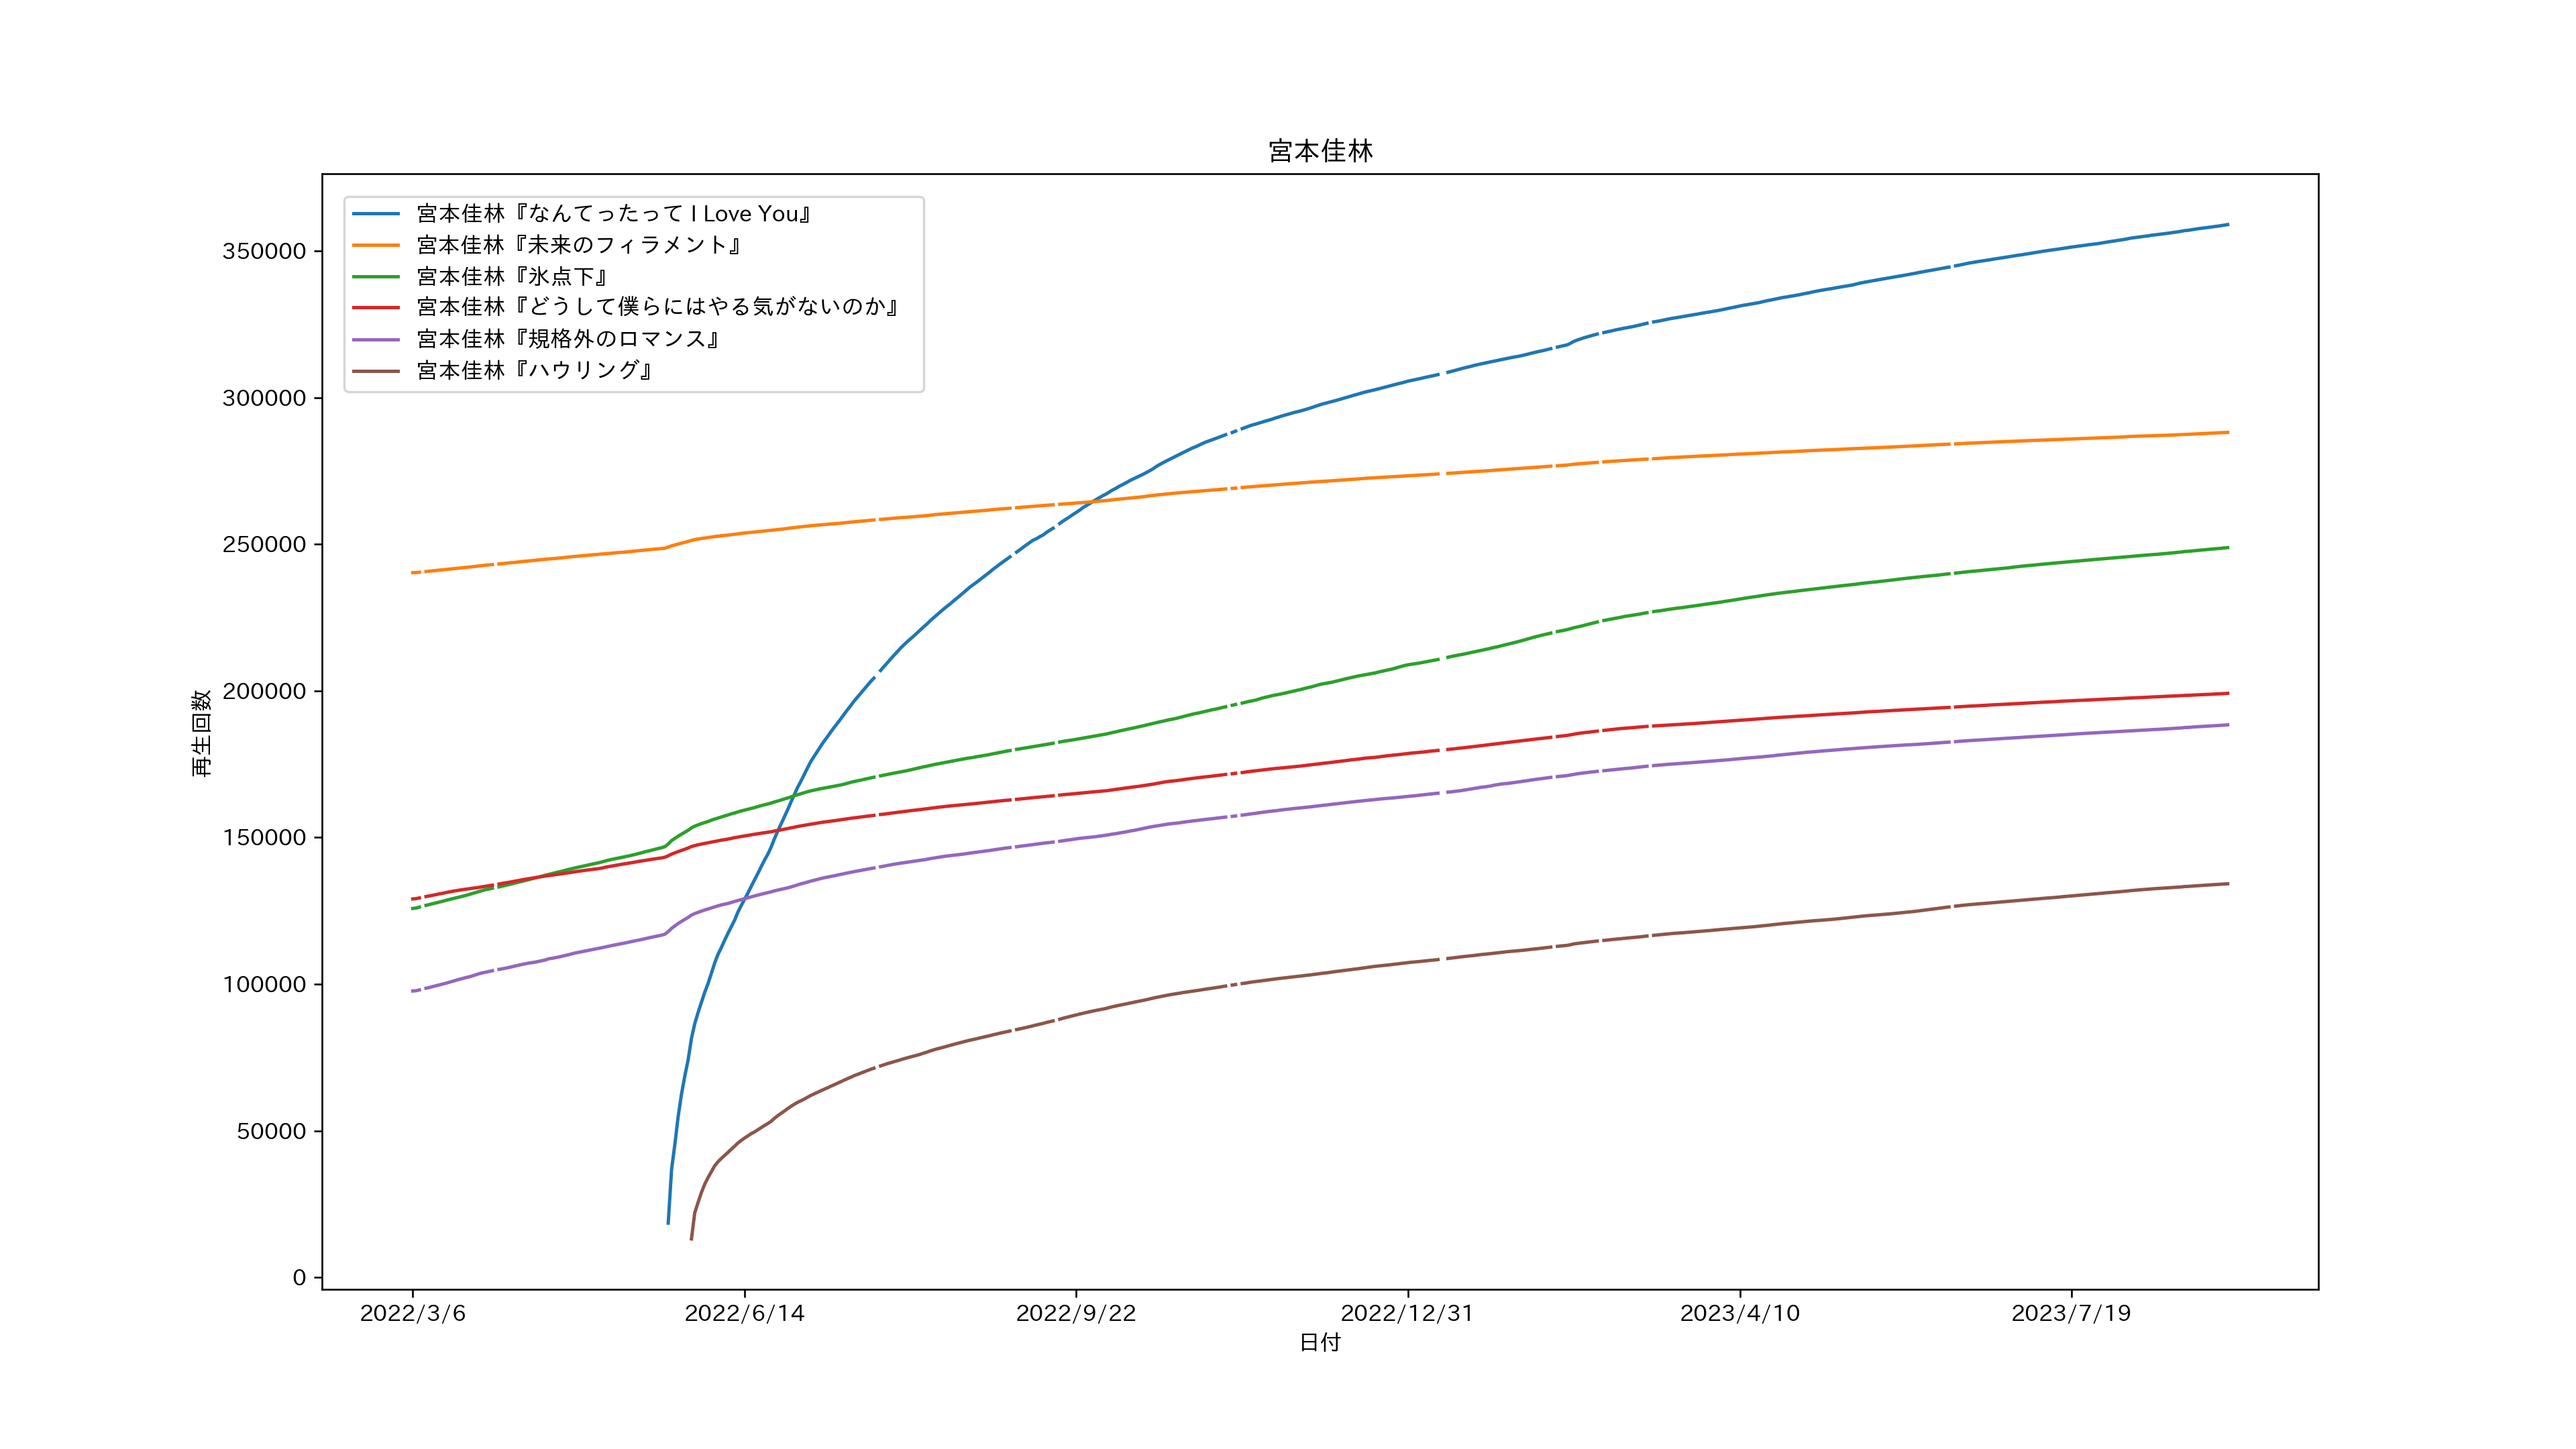 宮本佳林
宮本佳林『なんてったって I Love You』
宮本佳林『未来のフィラメント』
宮本佳林『氷点下』
宮本佳林『どうして僕らにはやる気がないのか』
宮本佳林『規格外のロマンス』
宮本佳林『ハウリング』
再生回数
350000
300000
250000
200000
150000
100000
50000
0
2022/3/6 2022/6/14 2022/9/22 2022/12/31 2023/4/10 2023/7/19
日付